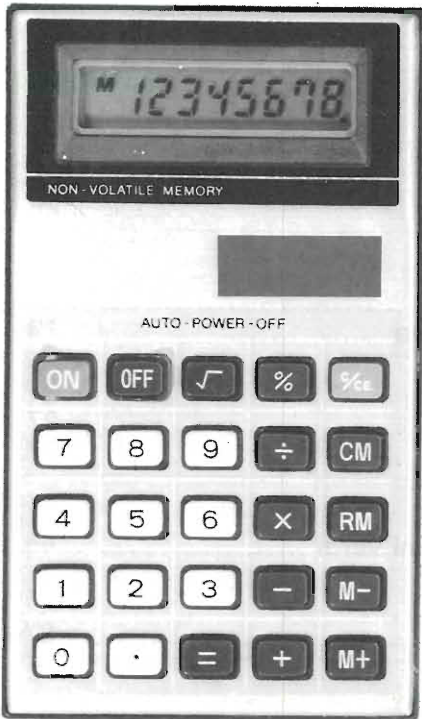 M 12345678.
NON-VOLATILE MEMORY
AUTO-POWER-OFF
ON OFF √ % C/CE
7 8 9 ÷ CM
4 5 6 × RM
1 2 3 − M−
0 · = + M+